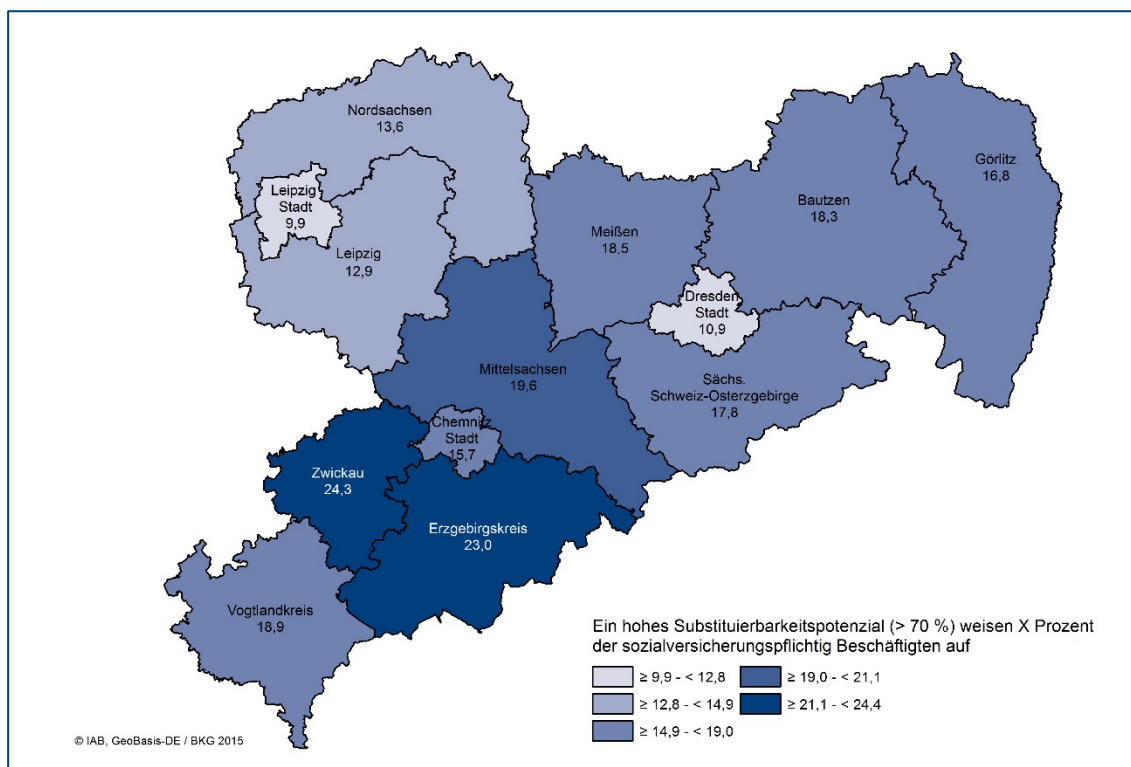 Nordsachsen
13,6
Leipzig
Stadt
9,9
Leipzig
12,9
Meißen
18,5
Bautzen
18,3
Görlitz
16,8
Dresden
Stadt
10,9
Mittelsachsen
19,6
Sächs.
Schweiz-Osterzgebirge
17,8
Chemnitz
Stadt
15,7
Zwickau
24,3
Erzgebirgskreis
23,0
Vogtlandkreis
18,9
Ein hohes Substituierbarkeitspotenzial (> 70 %) weisen X Prozent
der sozialversicherungspflichtig Beschäftigten auf
≥ 9,9 - < 12,8
≥ 12,8 - < 14,9
≥ 14,9 - < 19,0
≥ 19,0 - < 21,1
≥ 21,1 - < 24,4
© IAB, GeoBasis-DE / BKG 2015